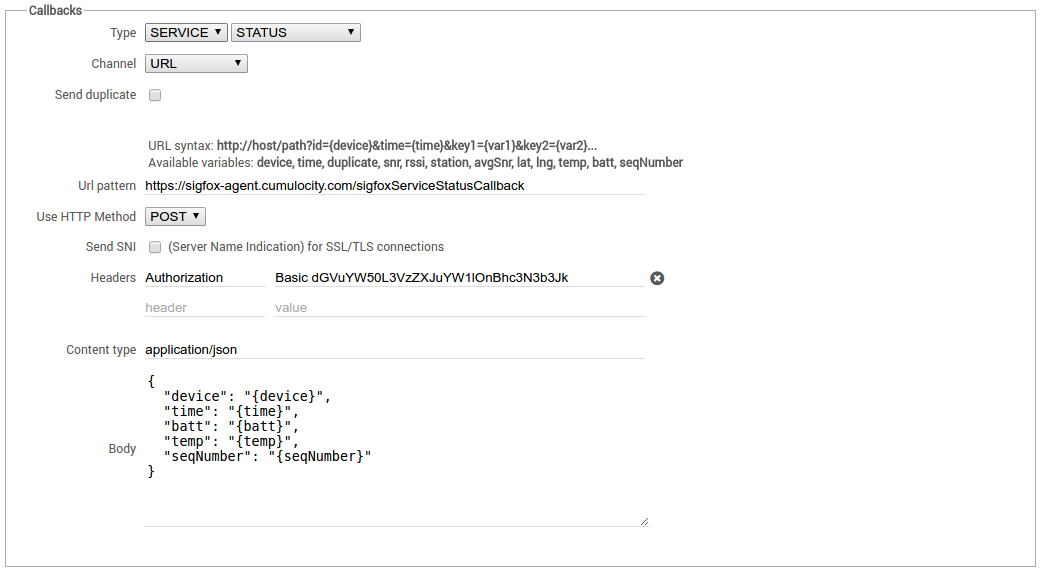 Callbacks
Type SERVICE STATUS
Channel URL
Send duplicate
URL syntax: http://host/path?id={device}&time={time}&key1={var1}&key2={var2}...
Available variables: device, time, duplicate, snr, rssi, station, avgSnr, lat, lng, temp, batt, seqNumber
Url pattern https://sigfox-agent.cumulocity.com/sigfoxServiceStatusCallback
Use HTTP Method POST
Send SNI (Server Name Indication) for SSL/TLS connections
Headers Authorization Basic dGVuYW50L3VzZXJuYW1lOnBhc3N3b3Jk
header value
Content type application/json
Body
{
"device": "{device}",
"time": "{time}",
"batt": "{batt}",
"temp": "{temp}",
"seqNumber": "{seqNumber}"
}